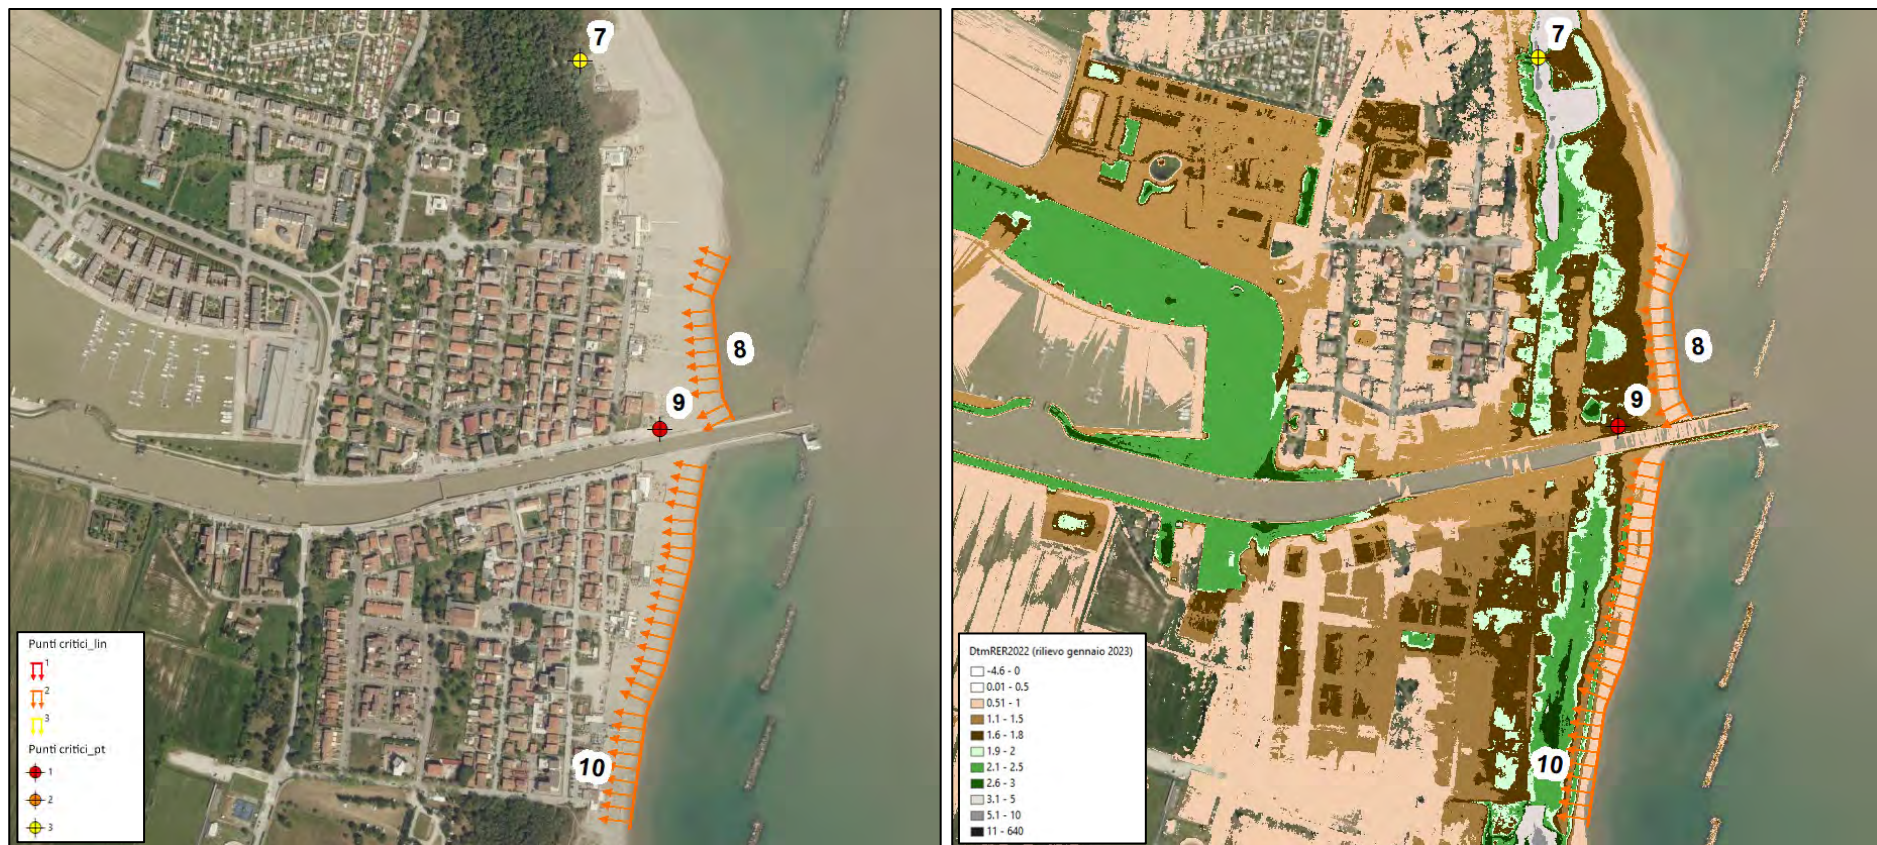 7
8
9
10
Punti critici_lin
1
2
3
Punti critici_pt
1
2
3
7
8
9
10
DtmRER2022 (rilievo gennaio 2023)
-4.6 - 0
0.01 - 0.5
0.51 - 1
1.1 - 1.5
1.6 - 1.8
1.9 - 2
2.1 - 2.5
2.6 - 3
3.1 - 5
5.1 - 10
11 - 640